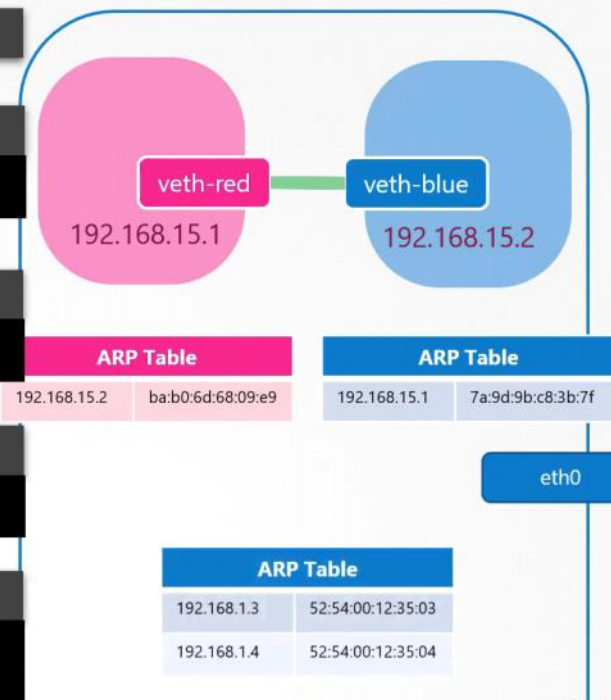 veth-red
veth-blue
192.168.15.1
192.168.15.2
ARP Table
192.168.15.2 ba:b0:6d:68:09:e9
ARP Table
192.168.15.1 7a:9d:9b:c8:3b:7f
eth0
ARP Table
192.168.1.3 52:54:00:12:35:03
192.168.1.4 52:54:00:12:35:04